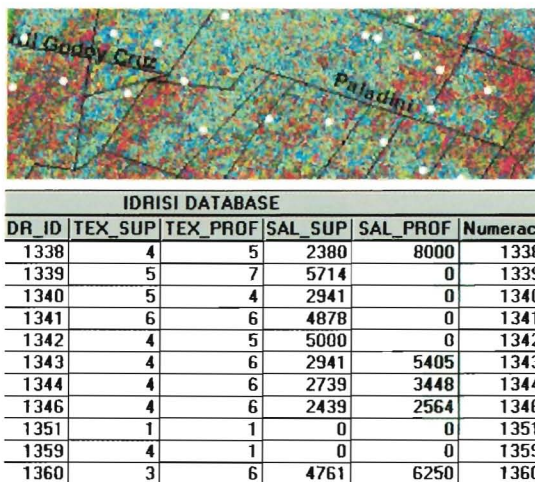 Godoy Cruz
Paladini
IDRISI DATABASE
DR_ID TEX_SUP TEX_PROF SAL_SUP SAL_PROF Numerac
1338 4 5 2380 8000 1338
1339 5 7 5714 0 1339
1340 5 4 2941 0 1340
1341 6 6 4878 0 1341
1342 4 5 5000 0 1342
1343 4 6 2941 5405 1343
1344 4 6 2739 3448 1344
1346 4 6 2439 2564 1346
1351 1 1 0 0 1351
1359 4 1 0 0 1359
1360 3 6 4761 6250 1360